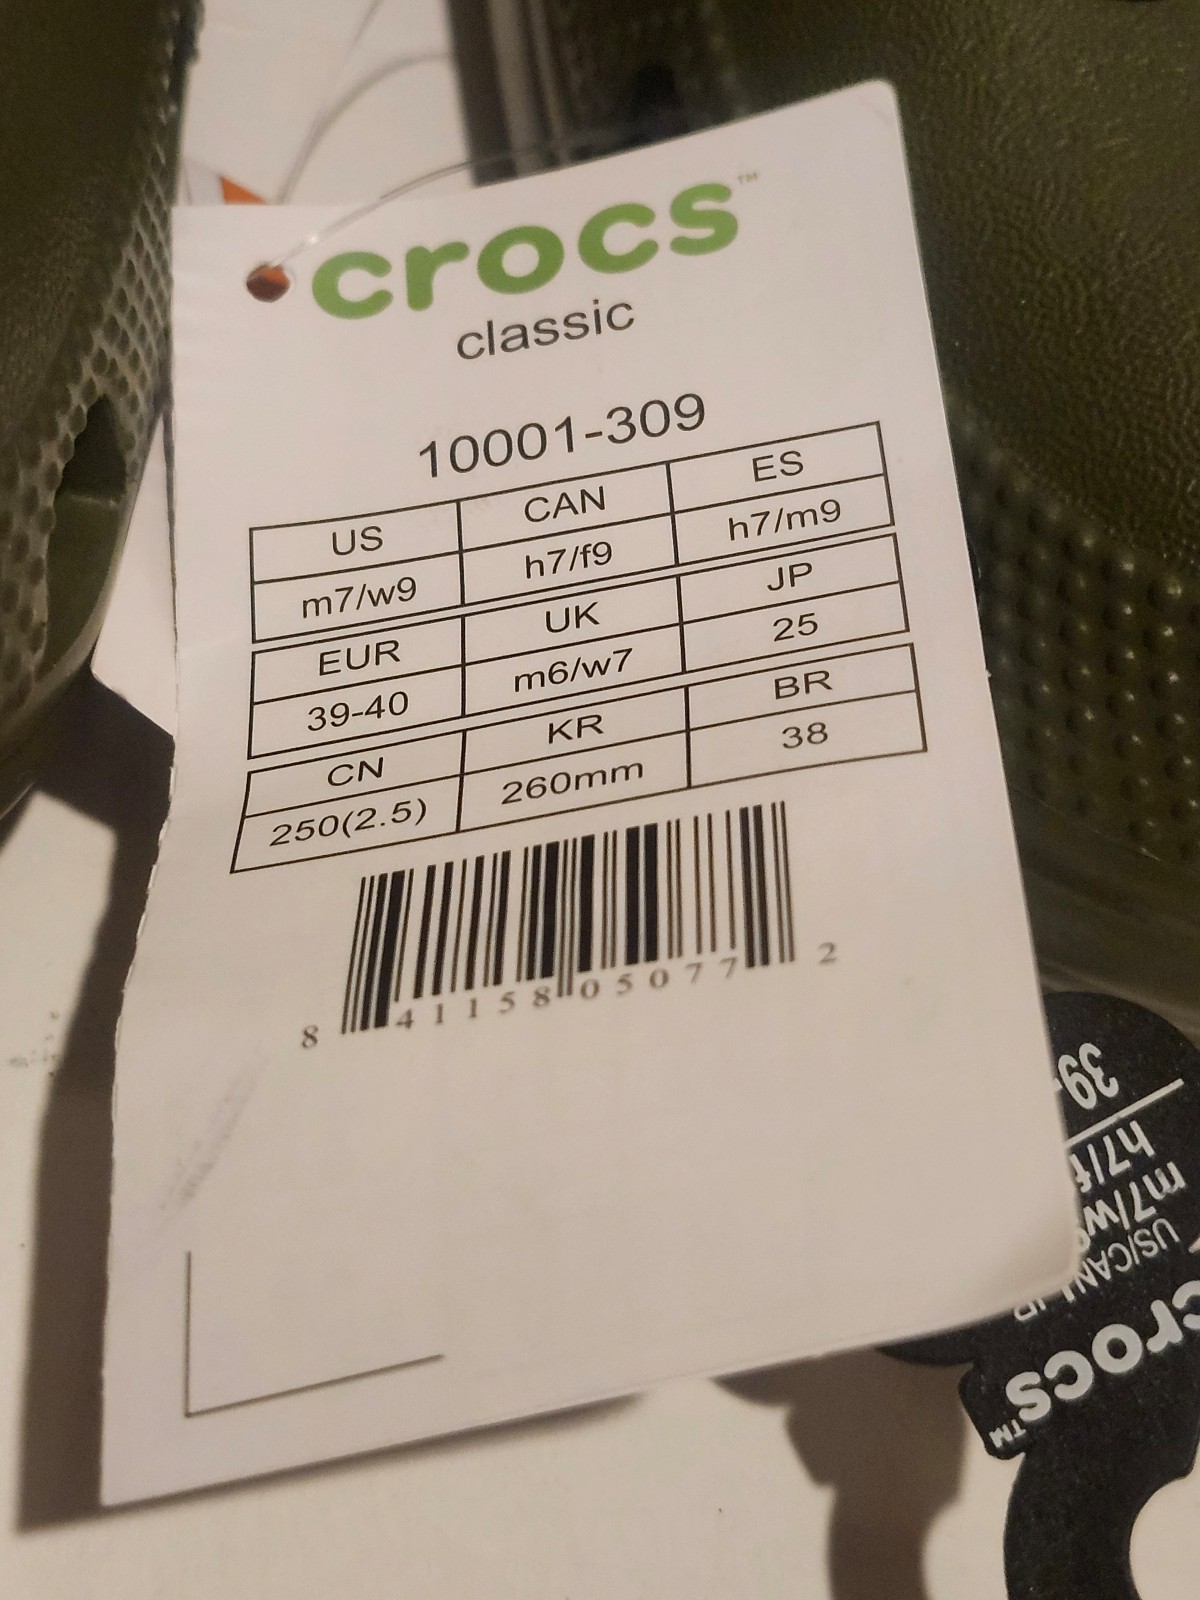 crocs™
classic
10001-309
US CAN ES
m7/w9 h7/f9 h7/m9
EUR UK JP
39-40 m6/w7 25
CN KR BR
250(2.5) 260mm 38
8 41158 05077 2
crocs™
US/CAN
m7/w
h7/f
39